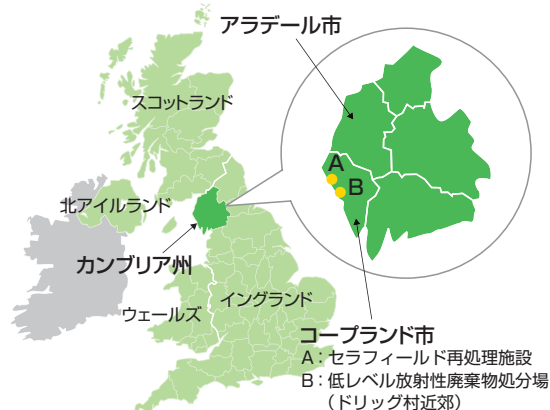 アラデール市
スコットランド
A
B
北アイルランド
カンブリア州
イングランド
ウェールズ
コープランド市
A：セラフィールド再処理施設
B：低レベル放射性廃棄物処分場
（ドリッグ村近郊）